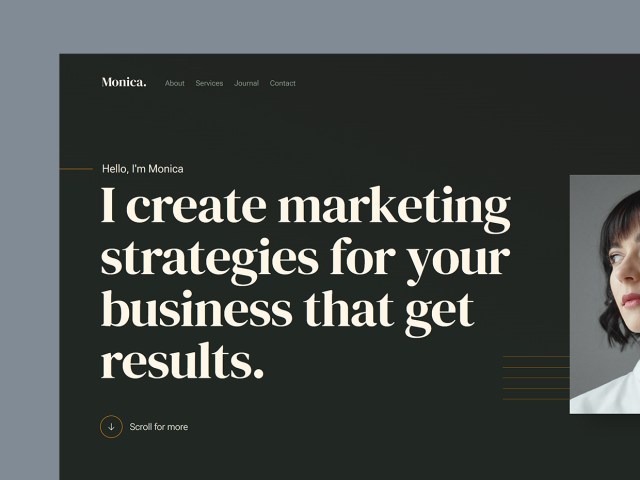 Monica.
About Services Journal Contact
Hello, I'm Monica
I create marketing
strategies for your
business that get
results.
Scroll for more